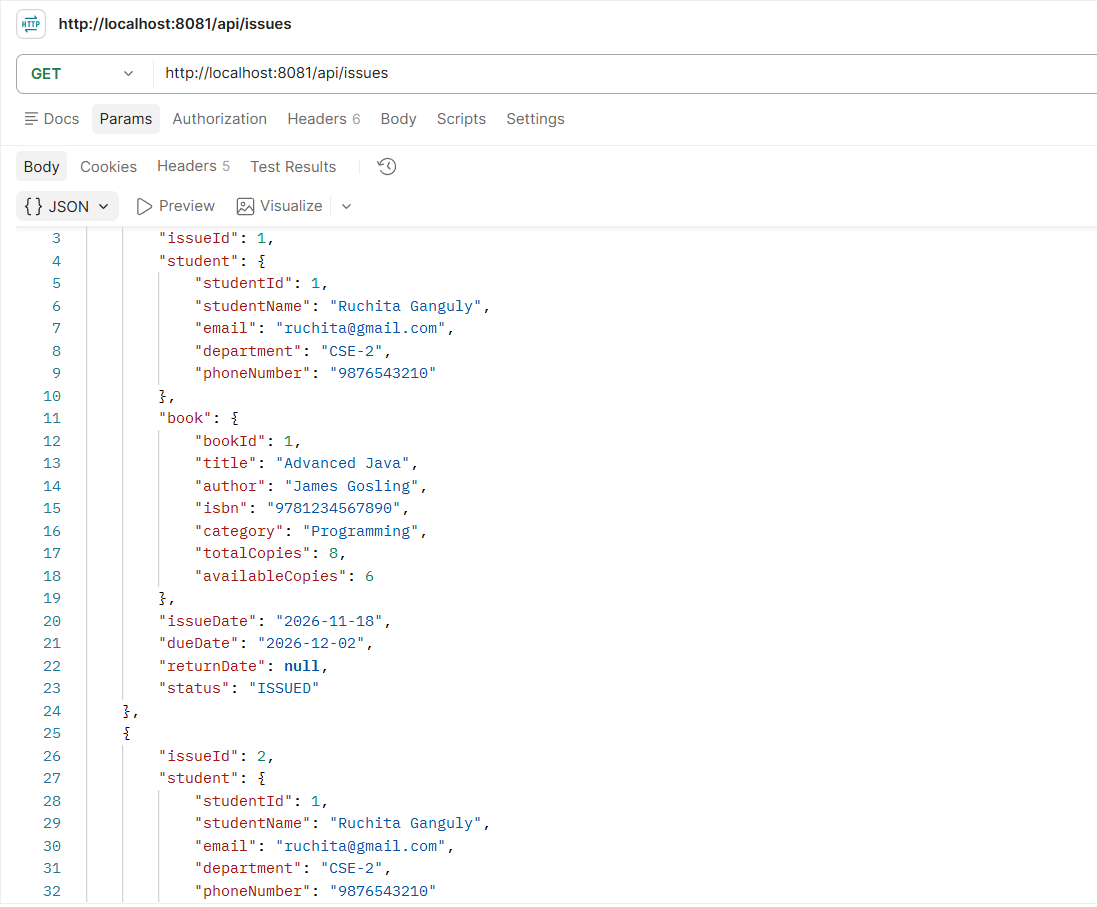 HTTP http://localhost:8081/api/issues
GET http://localhost:8081/api/issues
Docs Params Authorization Headers 6 Body Scripts Settings
Body Cookies Headers 5 Test Results
{} JSON Preview Visualize
3 "issueId": 1,
4 "student": {
5 "studentId": 1,
6 "studentName": "Ruchita Ganguly",
7 "email": "ruchita@gmail.com",
8 "department": "CSE-2",
9 "phoneNumber": "9876543210"
10 },
11 "book": {
12 "bookId": 1,
13 "title": "Advanced Java",
14 "author": "James Gosling",
15 "isbn": "9781234567890",
16 "category": "Programming",
17 "totalCopies": 8,
18 "availableCopies": 6
19 },
20 "issueDate": "2026-11-18",
21 "dueDate": "2026-12-02",
22 "returnDate": null,
23 "status": "ISSUED"
24 },
25 {
26 "issueId": 2,
27 "student": {
28 "studentId": 1,
29 "studentName": "Ruchita Ganguly",
30 "email": "ruchita@gmail.com",
31 "department": "CSE-2",
32 "phoneNumber": "9876543210"